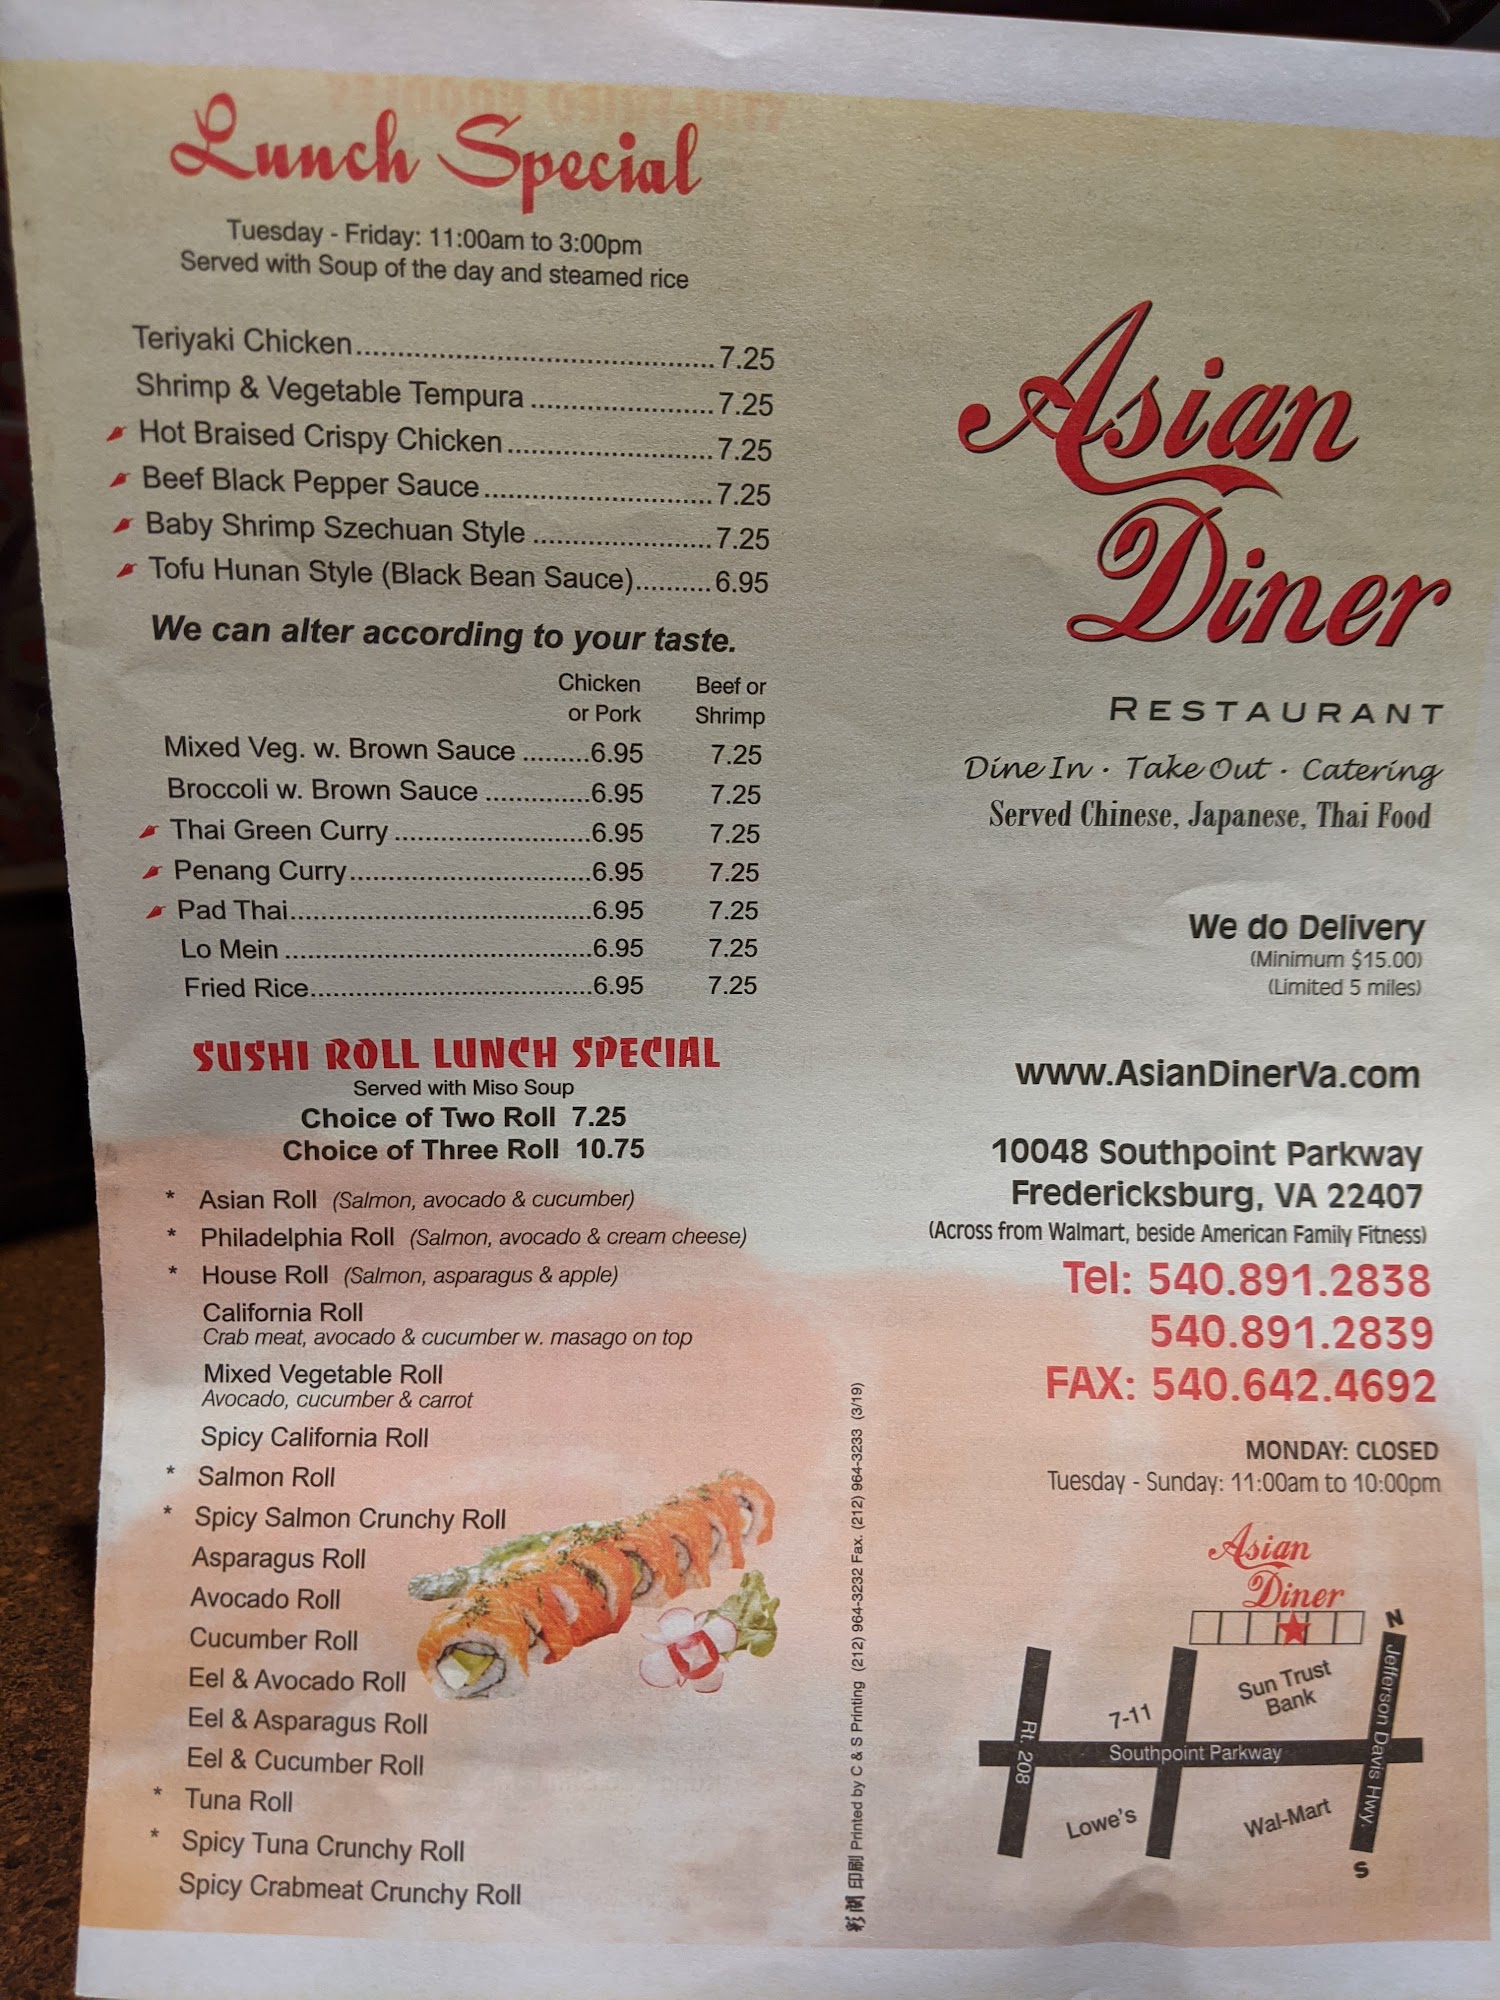 Lunch Special
Tuesday - Friday: 11:00am to 3:00pm
Served with Soup of the day and steamed rice
Teriyaki Chicken............................................7.25
Shrimp & Vegetable Tempura ......................7.25
Hot Braised Crispy Chicken.........................7.25
Beef Black Pepper Sauce............................7.25
Baby Shrimp Szechuan Style ......................7.25
Tofu Hunan Style (Black Bean Sauce).........6.95
We can alter according to your taste.
Chicken or Pork
Beef or Shrimp
Mixed Veg. w. Brown Sauce .........6.95 7.25
Broccoli w. Brown Sauce .............6.95 7.25
Thai Green Curry ........................6.95 7.25
Penang Curry..............................6.95 7.25
Pad Thai.....................................6.95 7.25
Lo Mein ......................................6.95 7.25
Fried Rice...................................6.95 7.25
SUSHI ROLL LUNCH SPECIAL
Served with Miso Soup
Choice of Two Roll 7.25
Choice of Three Roll 10.75
* Asian Roll (Salmon, avocado & cucumber)
* Philadelphia Roll (Salmon, avocado & cream cheese)
* House Roll (Salmon, asparagus & apple)
California Roll
Crab meat, avocado & cucumber w. masago on top
Mixed Vegetable Roll
Avocado, cucumber & carrot
Spicy California Roll
* Salmon Roll
* Spicy Salmon Crunchy Roll
Asparagus Roll
Avocado Roll
Cucumber Roll
Eel & Avocado Roll
Eel & Asparagus Roll
Eel & Cucumber Roll
* Tuna Roll
* Spicy Tuna Crunchy Roll
Spicy Crabmeat Crunchy Roll
印刷 Printed by C & S Printing (212) 964-3232 Fax. (212) 964-3233 (3/19)
Asian
Diner
RESTAURANT
Dine In · Take Out · Catering
Served Chinese, Japanese, Thai Food
We do Delivery
(Minimum $15.00)
(Limited 5 miles)
www.AsianDinerVa.com
10048 Southpoint Parkway
Fredericksburg, VA 22407
(Across from Walmart, beside American Family Fitness)
Tel: 540.891.2838
540.891.2839
FAX: 540.642.4692
MONDAY: CLOSED
Tuesday - Sunday: 11:00am to 10:00pm
Asian
Diner
N
Sun Trust
Bank
7-11
Southpoint Parkway
Rt. 208
Jefferson Davis Hwy.
Lowe's
Wal-Mart
S